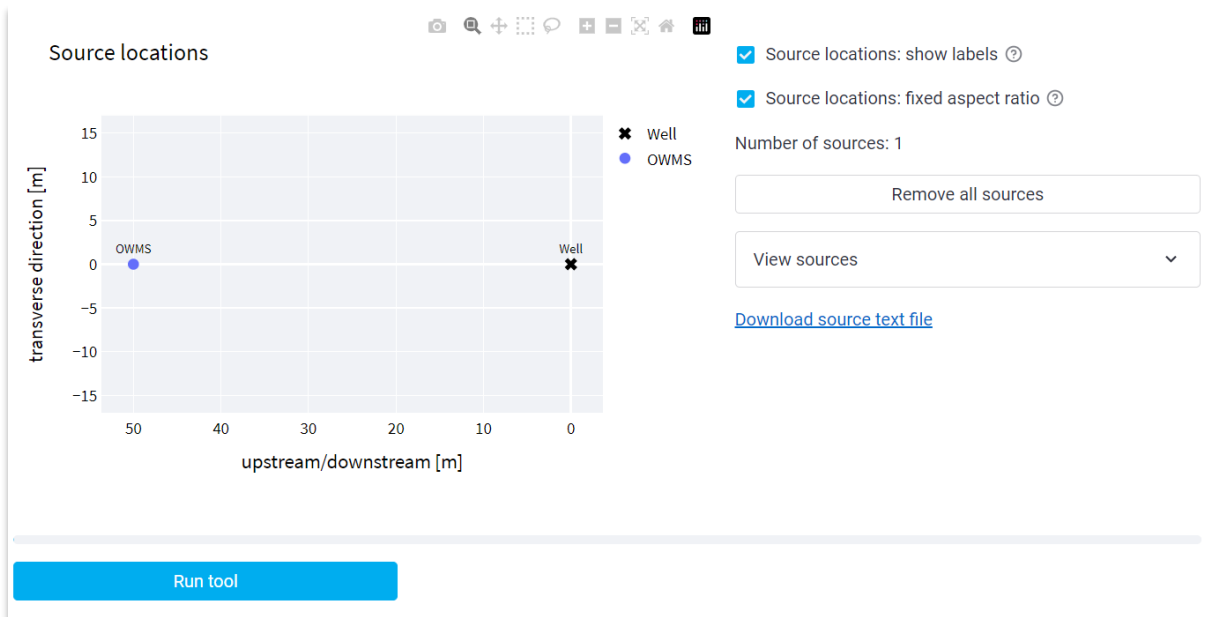 Source locations
15
10
5
0
−5
−10
−15
transverse direction [m]
OWMS
Well
50
40
30
20
10
0
upstream/downstream [m]
Well
OWMS
Source locations: show labels
Source locations: fixed aspect ratio
Number of sources: 1
Remove all sources
View sources
Download source text file
Run tool